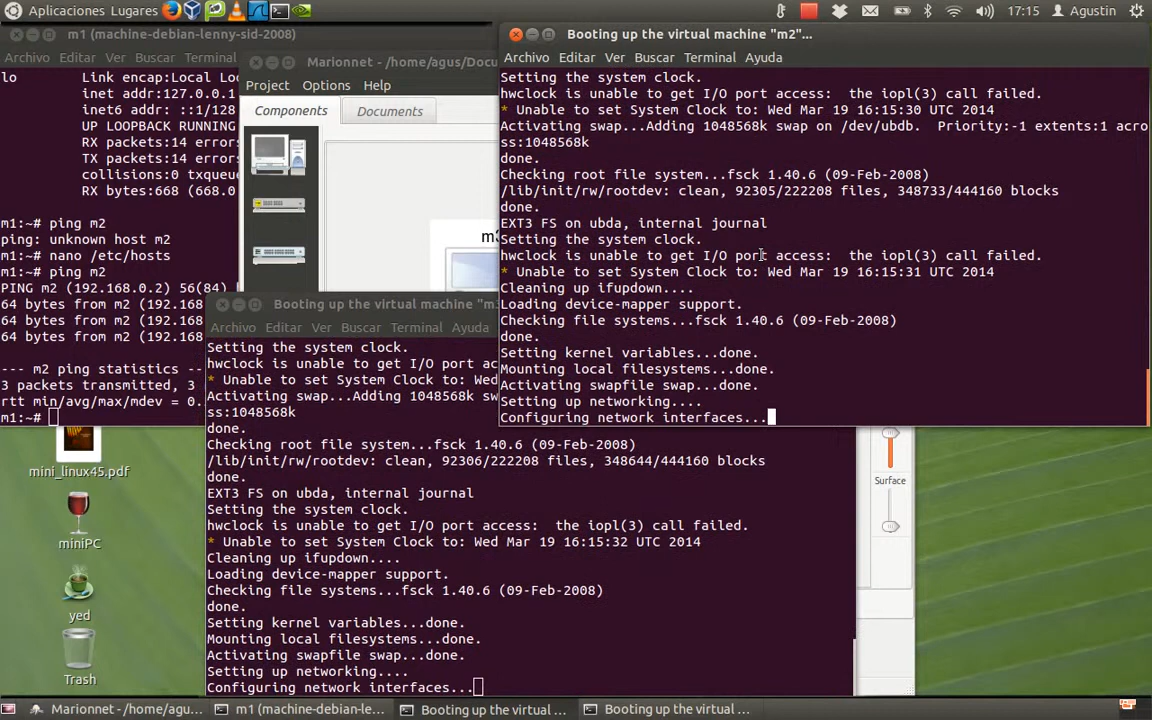 Aplicaciones Lugares
17:15 Agustin
m1 (machine-debian-lenny-sid-2008)
Archivo Editar Ver Buscar Terminal
lo Link encap:Local Lo
inet addr:127.0.0.1
inet6 addr: ::1/128
UP LOOPBACK RUNNING
RX packets:14 errors
TX packets:14 errors
collisions:0 txqueue
RX bytes:668 (668.0
m1:~# ping m2
ping: unknown host m2
m1:~# nano /etc/hosts
m1:~# ping m2
PING m2 (192.168.0.2) 56(84)
64 bytes from m2 (192.168
64 bytes from m2 (192.168
64 bytes from m2 (192.168
--- m2 ping statistics --
3 packets transmitted, 3
rtt min/avg/max/mdev = 0.
m1:~#
Marionnet - /home/agus/Docu
Project Options Help
Components Documents
m3
Booting up the virtual machine "m2"...
Archivo Editar Ver Buscar Terminal Ayuda
Setting the system clock.
hwclock is unable to get I/O port access:  the iopl(3) call failed.
* Unable to set System Clock to: Wed Mar 19 16:15:30 UTC 2014
Activating swap...Adding 1048568k swap on /dev/ubdb.  Priority:-1 extents:1 acro
ss:1048568k
done.
Checking root file system...fsck 1.40.6 (09-Feb-2008)
/lib/init/rw/rootdev: clean, 92305/222208 files, 348733/444160 blocks
done.
EXT3 FS on ubda, internal journal
Setting the system clock.
hwclock is unable to get I/O port access:  the iopl(3) call failed.
* Unable to set System Clock to: Wed Mar 19 16:15:31 UTC 2014
Cleaning up ifupdown....
Loading device-mapper support.
Checking file systems...fsck 1.40.6 (09-Feb-2008)
done.
Setting kernel variables...done.
Mounting local filesystems...done.
Activating swapfile swap...done.
Setting up networking....
Configuring network interfaces...
Booting up the virtual machine "m3
Archivo Editar Ver Buscar Terminal Ayuda
Setting the system clock.
hwclock is unable to get I/O port acc
* Unable to set System Clock to: Wed
Activating swap...Adding 1048568k swa
ss:1048568k
done.
Checking root file system...fsck 1.40.6 (09-Feb-2008)
/lib/init/rw/rootdev: clean, 92306/222208 files, 348644/444160 blocks
done.
EXT3 FS on ubda, internal journal
Setting the system clock.
hwclock is unable to get I/O port access:  the iopl(3) call failed.
* Unable to set System Clock to: Wed Mar 19 16:15:32 UTC 2014
Cleaning up ifupdown....
Loading device-mapper support.
Checking file systems...fsck 1.40.6 (09-Feb-2008)
done.
Setting kernel variables...done.
Mounting local filesystems...done.
Activating swapfile swap...done.
Setting up networking....
Configuring network interfaces...
Surface
mini_linux45.pdf
miniPC
yed
Trash
Marionnet - /home/agu... m1 (machine-debian-le... Booting up the virtual ... Booting up the virtual ...